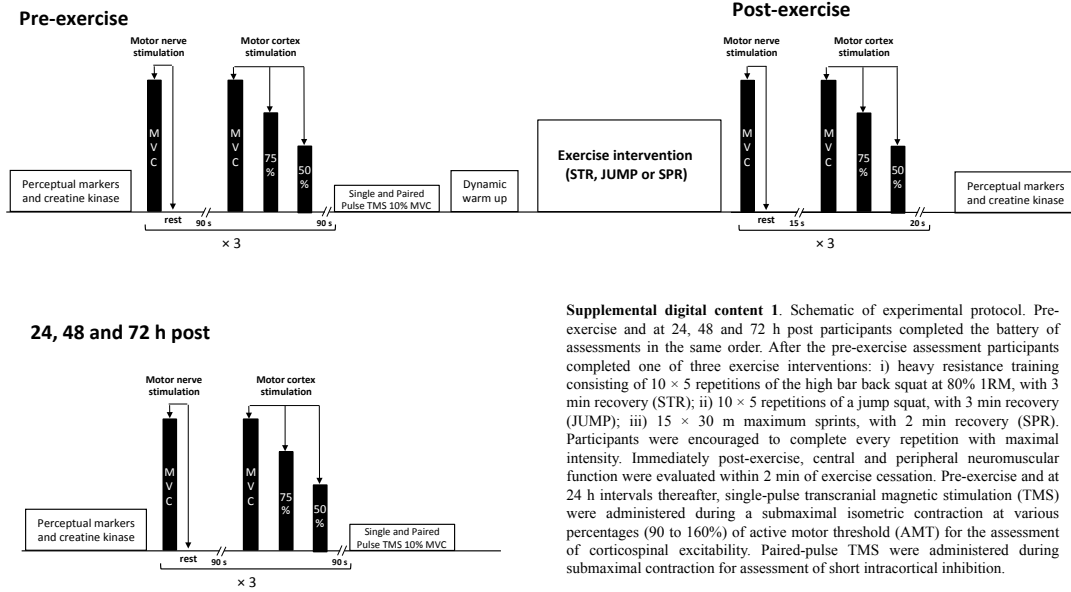 Pre-exercise
Motor nerve
stimulation
Motor cortex
stimulation
MVC
MVC
75
%
50
%
Perceptual markers
and creatine kinase
rest
90 s
90 s
× 3
Single and Paired
Pulse TMS 10% MVC
Dynamic
warm up
Exercise intervention
(STR, JUMP or SPR)
Post-exercise
Motor nerve
stimulation
Motor cortex
stimulation
MVC
MVC
75
%
50
%
rest
15 s
20 s
× 3
Perceptual markers
and creatine kinase
24, 48 and 72 h post
Motor nerve
stimulation
Motor cortex
stimulation
MVC
MVC
75
%
50
%
Perceptual markers
and creatine kinase
rest
90 s
90 s
× 3
Single and Paired
Pulse TMS 10% MVC
Supplemental digital content 1. Schematic of experimental protocol. Pre-
exercise and at 24, 48 and 72 h post participants completed the battery of
assessments in the same order. After the pre-exercise assessment participants
completed one of three exercise interventions: i) heavy resistance training
consisting of 10 × 5 repetitions of the high bar back squat at 80% 1RM, with 3
min recovery (STR); ii) 10 × 5 repetitions of a jump squat, with 3 min recovery
(JUMP); iii) 15 × 30 m maximum sprints, with 2 min recovery (SPR).
Participants were encouraged to complete every repetition with maximal
intensity. Immediately post-exercise, central and peripheral neuromuscular
function were evaluated within 2 min of exercise cessation. Pre-exercise and at
24 h intervals thereafter, single-pulse transcranial magnetic stimulation (TMS)
were administered during a submaximal isometric contraction at various
percentages (90 to 160%) of active motor threshold (AMT) for the assessment
of corticospinal excitability. Paired-pulse TMS were administered during
submaximal contraction for assessment of short intracortical inhibition.